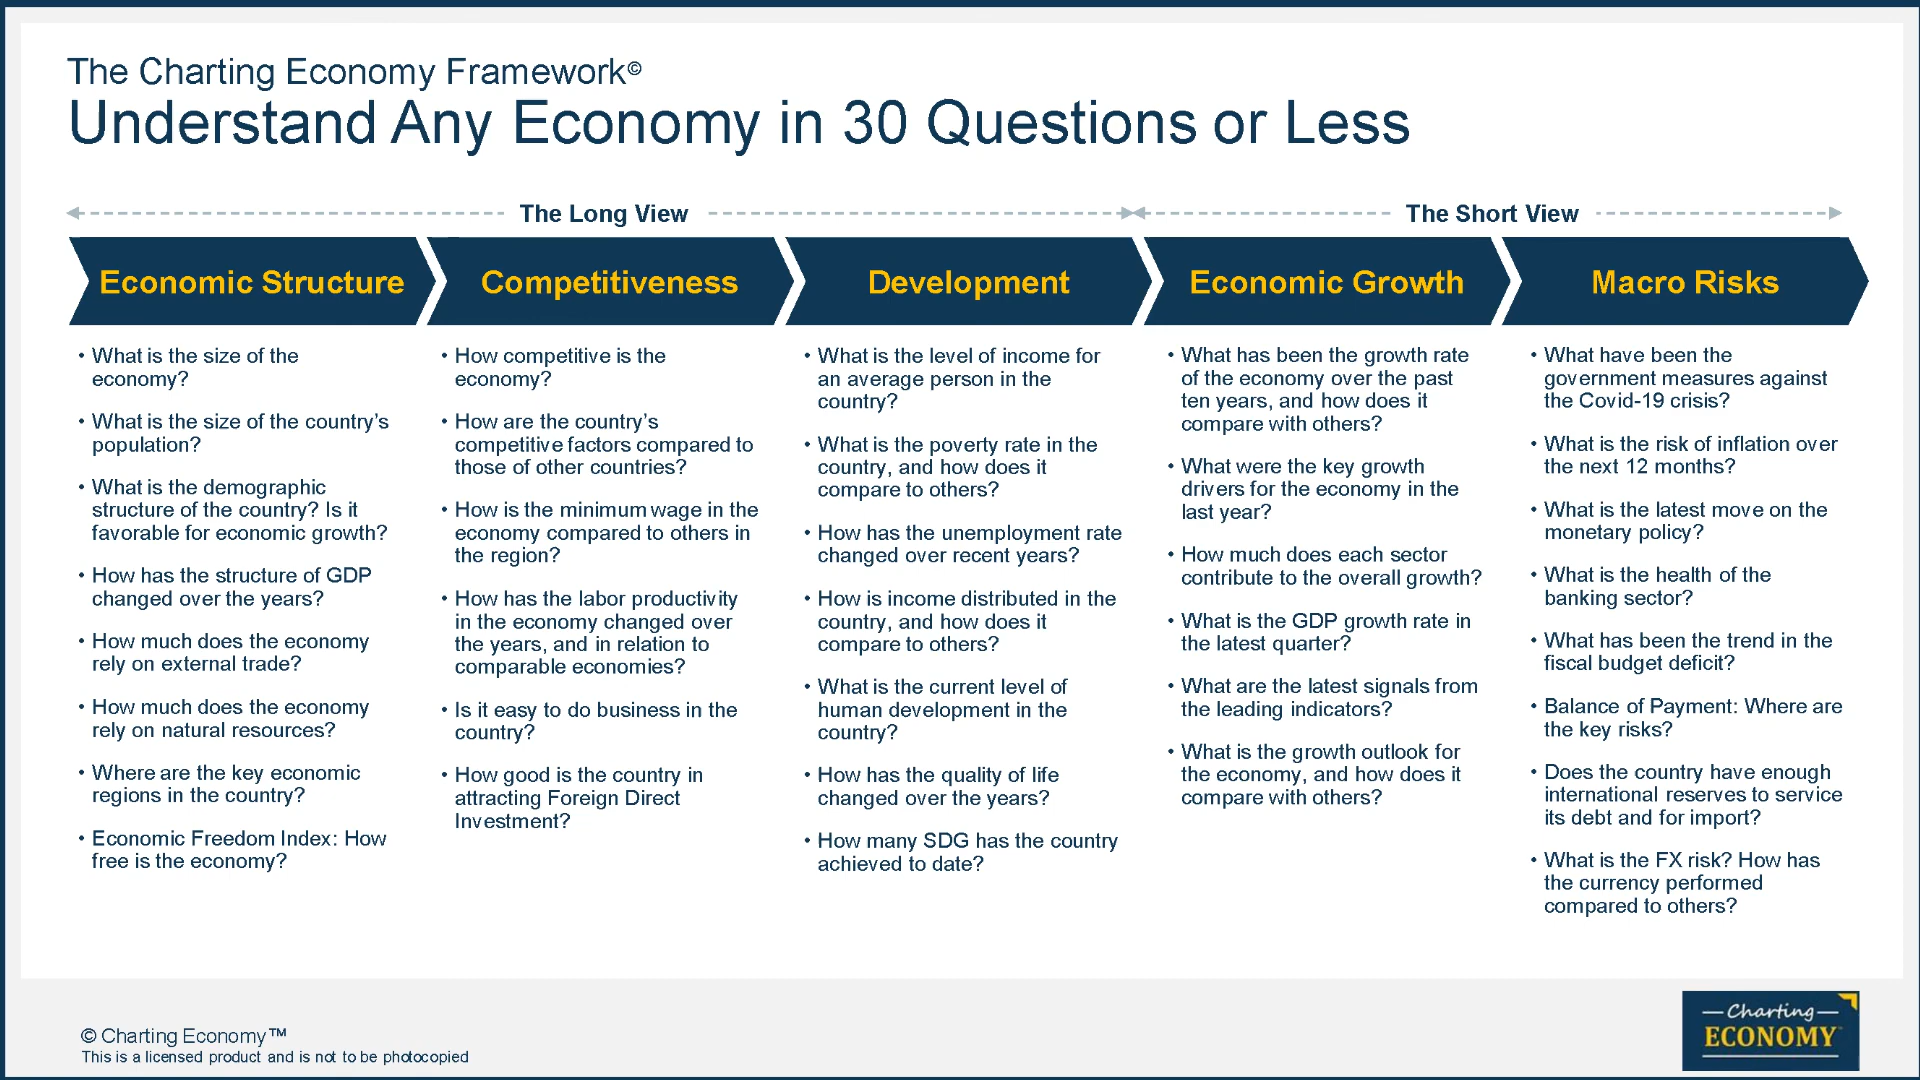 The Charting Economy Framework©
Understand Any Economy in 30 Questions or Less
The Long View
The Short View
Economic Structure
Competitiveness
Development
Economic Growth
Macro Risks
• What is the size of the
economy?
• What is the size of the country’s
population?
• What is the demographic
structure of the country? Is it
favorable for economic growth?
• How has the structure of GDP
changed over the years?
• How much does the economy
rely on external trade?
• How much does the economy
rely on natural resources?
• Where are the key economic
regions in the country?
• Economic Freedom Index: How
free is the economy?
• How competitive is the
economy?
• How are the country’s
competitive factors compared to
those of other countries?
• How is the minimum wage in the
economy compared to others in
the region?
• How has the labor productivity
in the economy changed over
the years, and in relation to
comparable economies?
• Is it easy to do business in the
country?
• How good is the country in
attracting Foreign Direct
Investment?
• What is the level of income for
an average person in the
country?
• What is the poverty rate in the
country, and how does it
compare to others?
• How has the unemployment rate
changed over recent years?
• How is income distributed in the
country, and how does it
compare to others?
• What is the current level of
human development in the
country?
• How has the quality of life
changed over the years?
• How many SDG has the country
achieved to date?
• What has been the growth rate
of the economy over the past
ten years, and how does it
compare with others?
• What were the key growth
drivers for the economy in the
last year?
• How much does each sector
contribute to the overall growth?
• What is the GDP growth rate in
the latest quarter?
• What are the latest signals from
the leading indicators?
• What is the growth outlook for
the economy, and how does it
compare with others?
• What have been the
government measures against
the Covid-19 crisis?
• What is the risk of inflation over
the next 12 months?
• What is the latest move on the
monetary policy?
• What is the health of the
banking sector?
• What has been the trend in the
fiscal budget deficit?
• Balance of Payment: Where are
the key risks?
• Does the country have enough
international reserves to service
its debt and for import?
• What is the FX risk? How has
the currency performed
compared to others?
© Charting Economy™
This is a licensed product and is not to be photocopied
Charting
ECONOMY